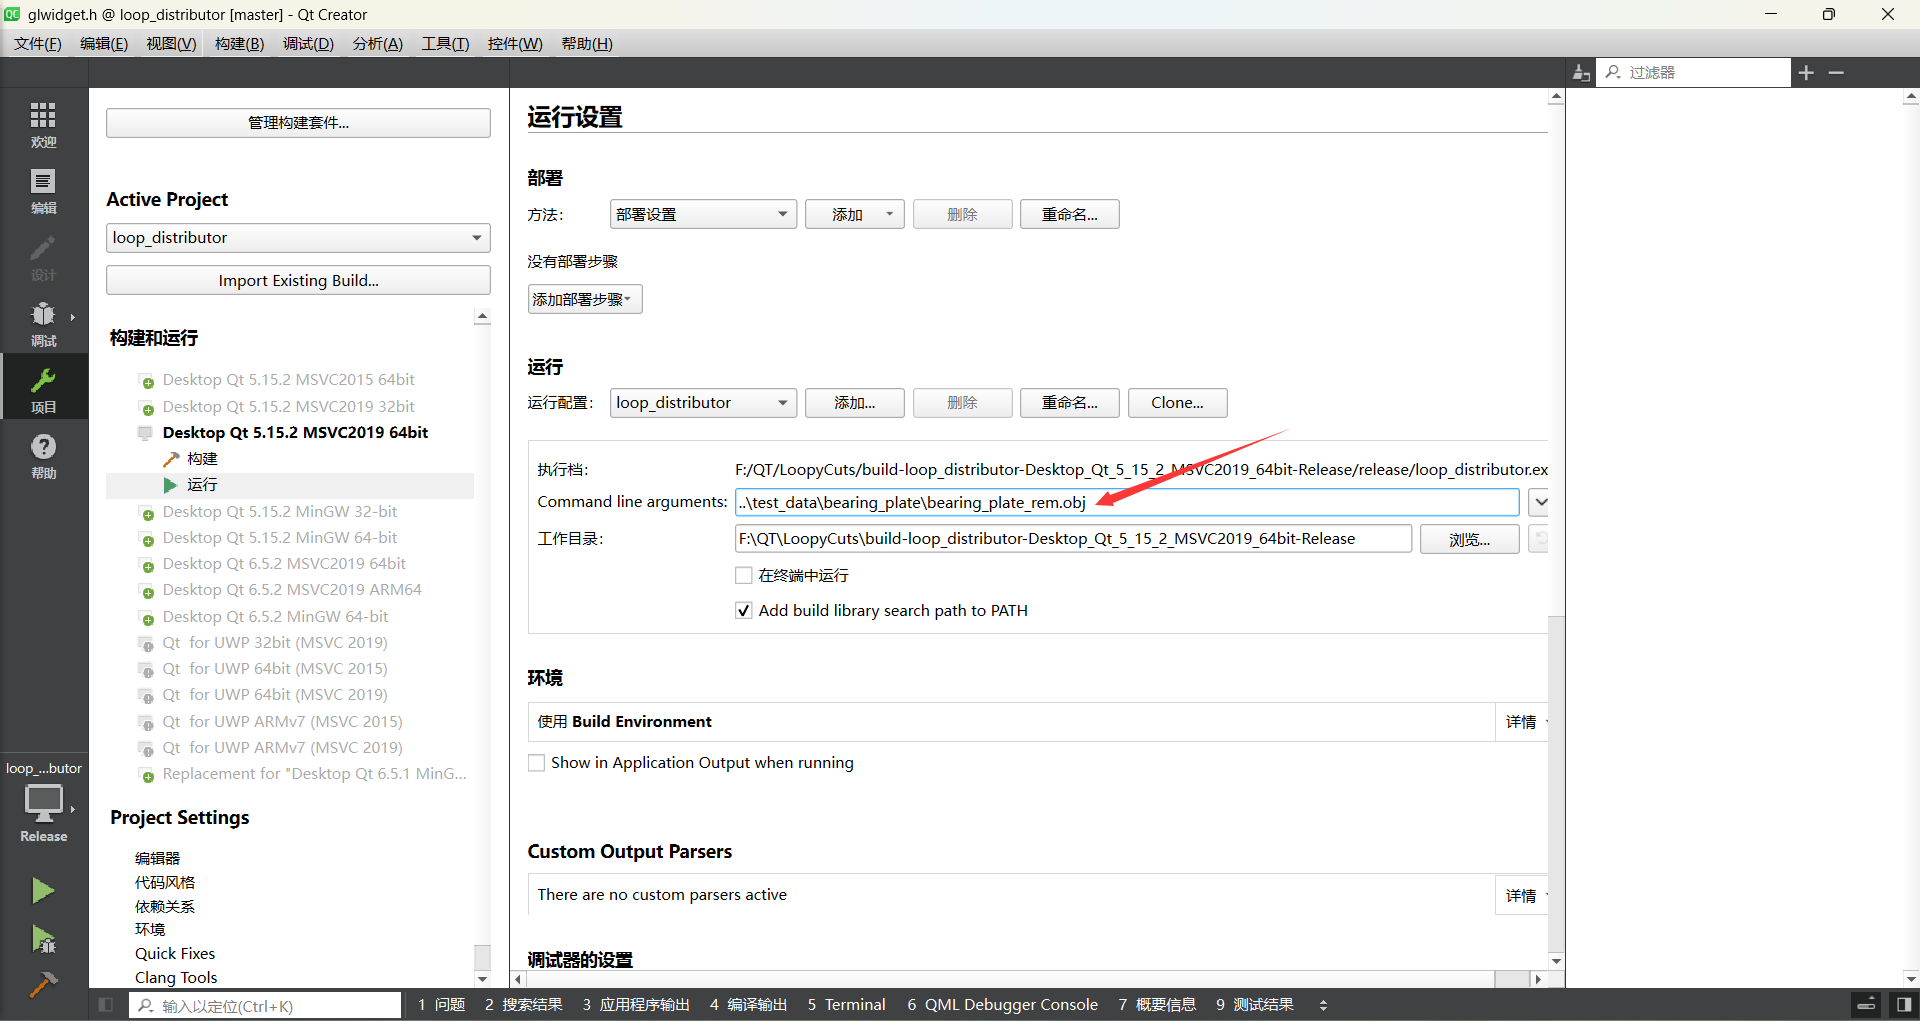 glwidget.h @ loop_distributor [master] - Qt Creator
文件(F) 编辑(E) 视图(V) 构建(B) 调试(D) 分析(A) 工具(T) 控件(W) 帮助(H)
过滤器
欢迎
编辑
设计
调试
项目
帮助
loop_...butor
Release
管理构建套件...
Active Project
loop_distributor
Import Existing Build...
构建和运行
Desktop Qt 5.15.2 MSVC2015 64bit
Desktop Qt 5.15.2 MSVC2019 32bit
Desktop Qt 5.15.2 MSVC2019 64bit
构建
运行
Desktop Qt 5.15.2 MinGW 32-bit
Desktop Qt 5.15.2 MinGW 64-bit
Desktop Qt 6.5.2 MSVC2019 64bit
Desktop Qt 6.5.2 MSVC2019 ARM64
Desktop Qt 6.5.2 MinGW 64-bit
Qt for UWP 32bit (MSVC 2019)
Qt for UWP 64bit (MSVC 2015)
Qt for UWP 64bit (MSVC 2019)
Qt for UWP ARMv7 (MSVC 2015)
Qt for UWP ARMv7 (MSVC 2019)
Replacement for "Desktop Qt 6.5.1 MinG...
Project Settings
编辑器
代码风格
依赖关系
环境
Quick Fixes
Clang Tools
运行设置
部署
方法: 部署设置 添加 删除 重命名...
没有部署步骤
添加部署步骤
运行
运行配置: loop_distributor 添加... 删除 重命名... Clone...
执行档: F:/QT/LoopyCuts/build-loop_distributor-Desktop_Qt_5_15_2_MSVC2019_64bit-Release/release/loop_distributor.ex
Command line arguments: ..\test_data\bearing_plate\bearing_plate_rem.obj
工作目录: F:\QT\LoopyCuts\build-loop_distributor-Desktop_Qt_5_15_2_MSVC2019_64bit-Release 浏览...
在终端中运行
Add build library search path to PATH
环境
使用 Build Environment 详情
Show in Application Output when running
Custom Output Parsers
There are no custom parsers active 详情
调试器的设置
输入以定位(Ctrl+K) 1 问题 2 搜索结果 3 应用程序输出 4 编译输出 5 Terminal 6 QML Debugger Console 7 概要信息 9 测试结果